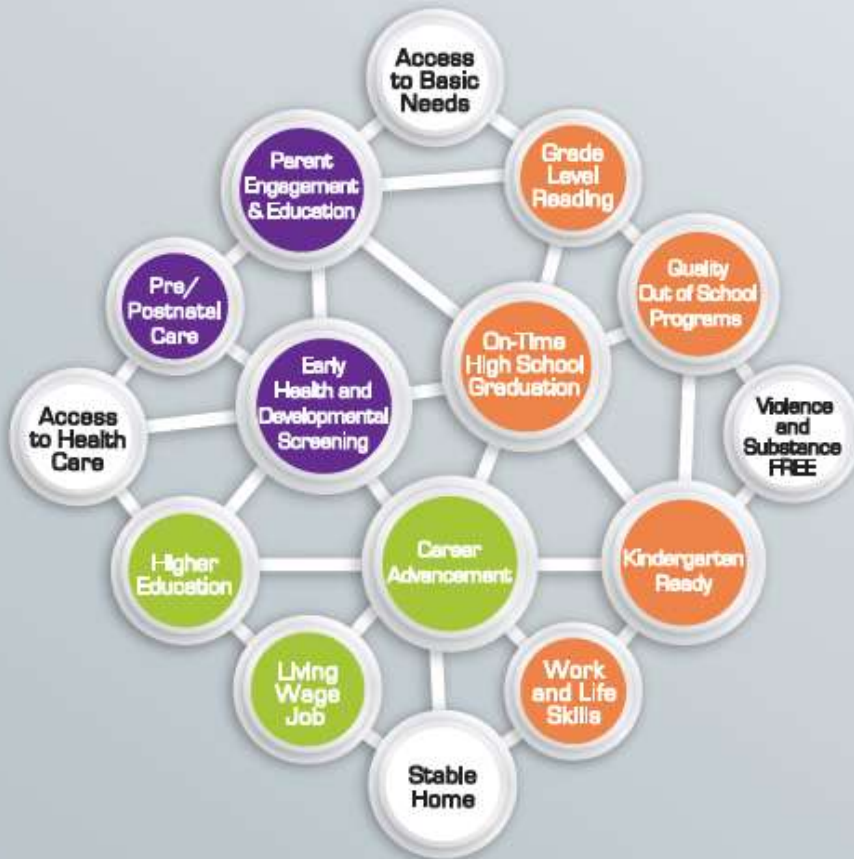 Access
to Basic
Needs
Parent
Engagement
& Education
Grade
Level
Reading
Pre/
Postnatal
Care
Quality
Out of School
Programs
Early
Health and
Developmental
Screening
On-Time
High School
Graduation
Access
to Health
Care
Violence
and
Substance
FREE
Higher
Education
Career
Advancement
Kindergarten
Ready
Living
Wage
Job
Work
and Life
Skills
Stable
Home